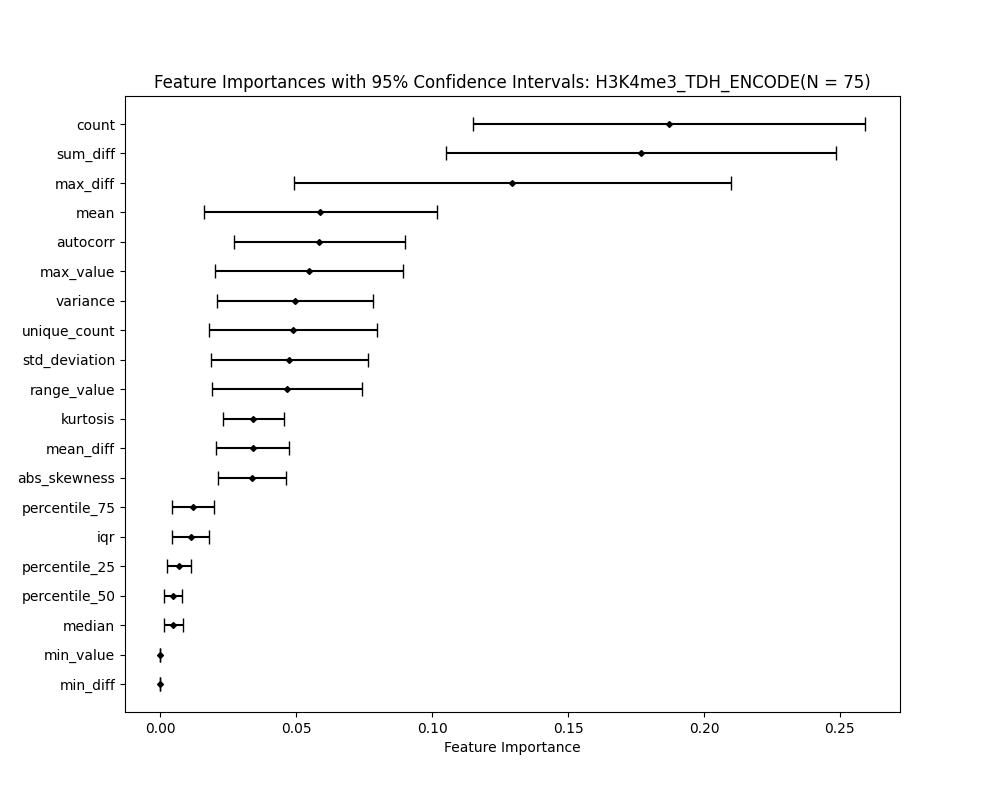 Feature Importances with 95% Confidence Intervals: H3K4me3_TDH_ENCODE(N = 75)
count
sum_diff
max_diff
mean
autocorr
max_value
variance
unique_count
std_deviation
range_value
kurtosis
mean_diff
abs_skewness
percentile_75
iqr
percentile_25
percentile_50
median
min_value
min_diff
0.00 0.05 0.10 0.15 0.20 0.25
Feature Importance